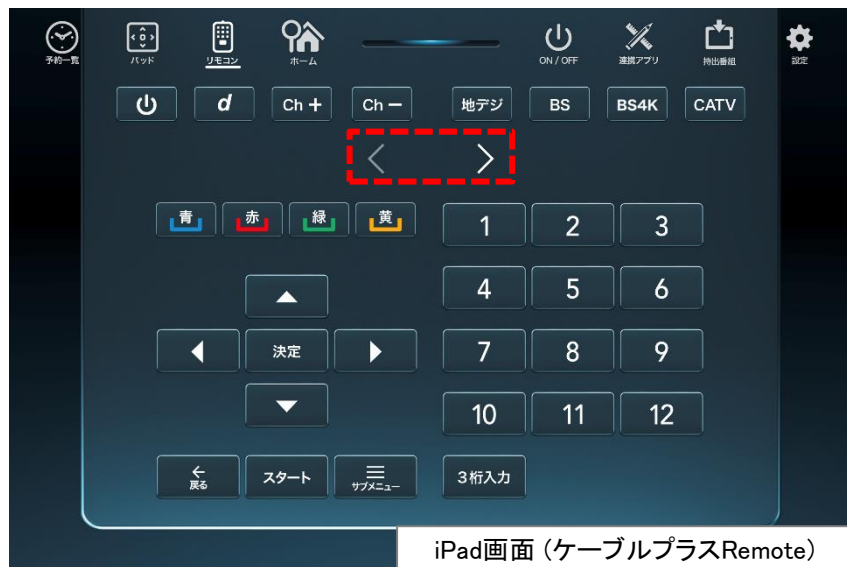 予約一覧
パッド
リモコン
ホーム
ON / OFF
連携アプリ
持出番組
設定
d
Ch +
Ch −
地デジ
BS
BS4K
CATV
青
赤
緑
黄
1
2
3
4
5
6
決定
7
8
9
10
11
12
戻る
スタート
サブメニュー
3桁入力
iPad画面（ケーブルプラスRemote）